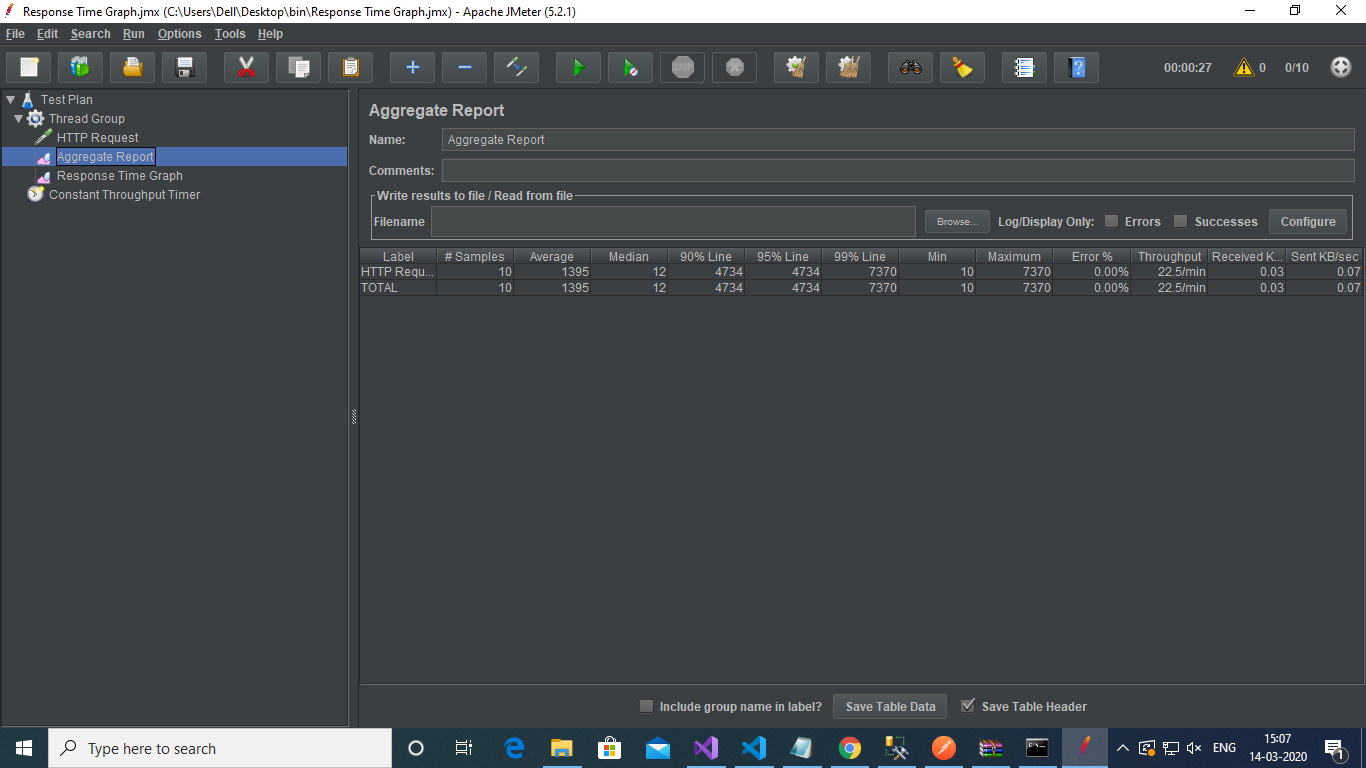 Response Time Graph.jmx (C:\Users\Dell\Desktop\bin\Response Time Graph.jmx) - Apache JMeter (5.2.1)
File Edit Search Run Options Tools Help
STOP 00:00:27 0 0/10
Test Plan
Thread Group
HTTP Request
Aggregate Report
Response Time Graph
Constant Throughput Timer
Aggregate Report
Name: Aggregate Report
Comments:
Write results to file / Read from file
Filename Browse... Log/Display Only: Errors Successes Configure
Label # Samples Average Median 90% Line 95% Line 99% Line Min Maximum Error % Throughput Received K... Sent KB/sec
HTTP Requ... 10 1395 12 4734 4734 7370 10 7370 0.00% 22.5/min 0.03 0.07
TOTAL 10 1395 12 4734 4734 7370 10 7370 0.00% 22.5/min 0.03 0.07
Include group name in label? Save Table Data Save Table Header
Type here to search
ENG
15:07
14-03-2020
1